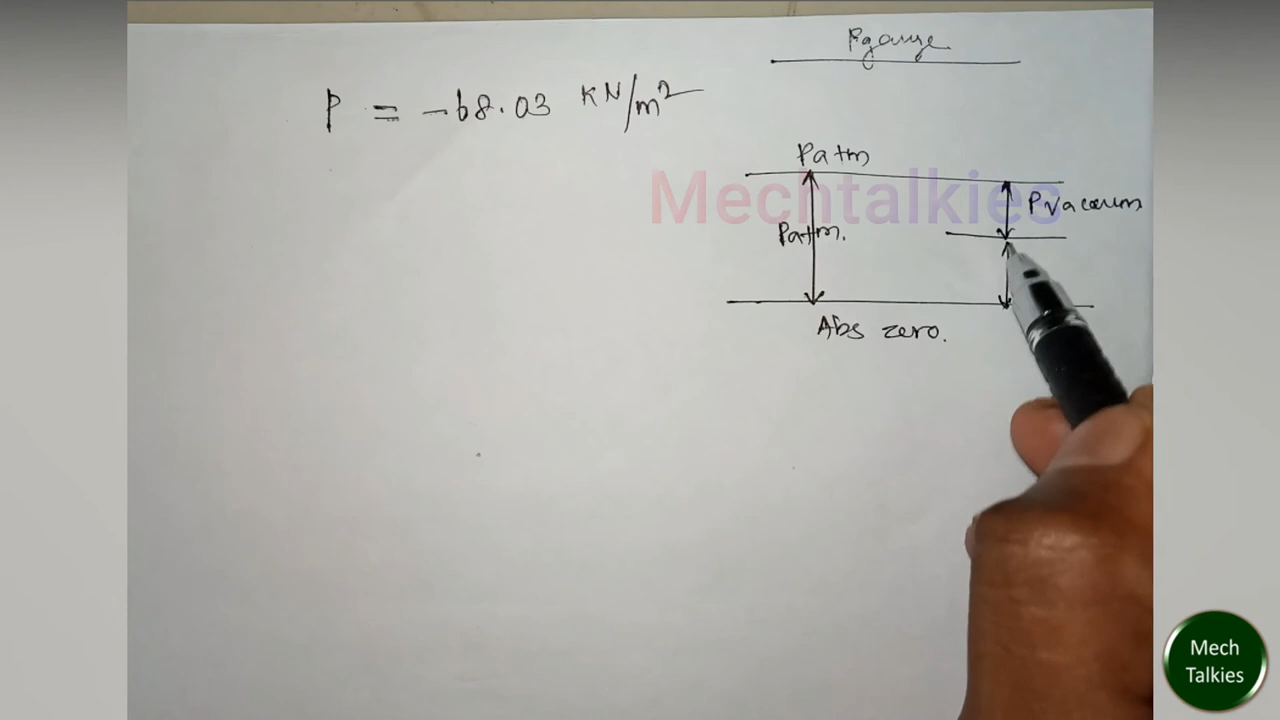 Pgauge
P = -68.03 KN/m²
Patm
Mechtalkies
Pvacuum
Patm.
Abs zero.
Mech
Talkies